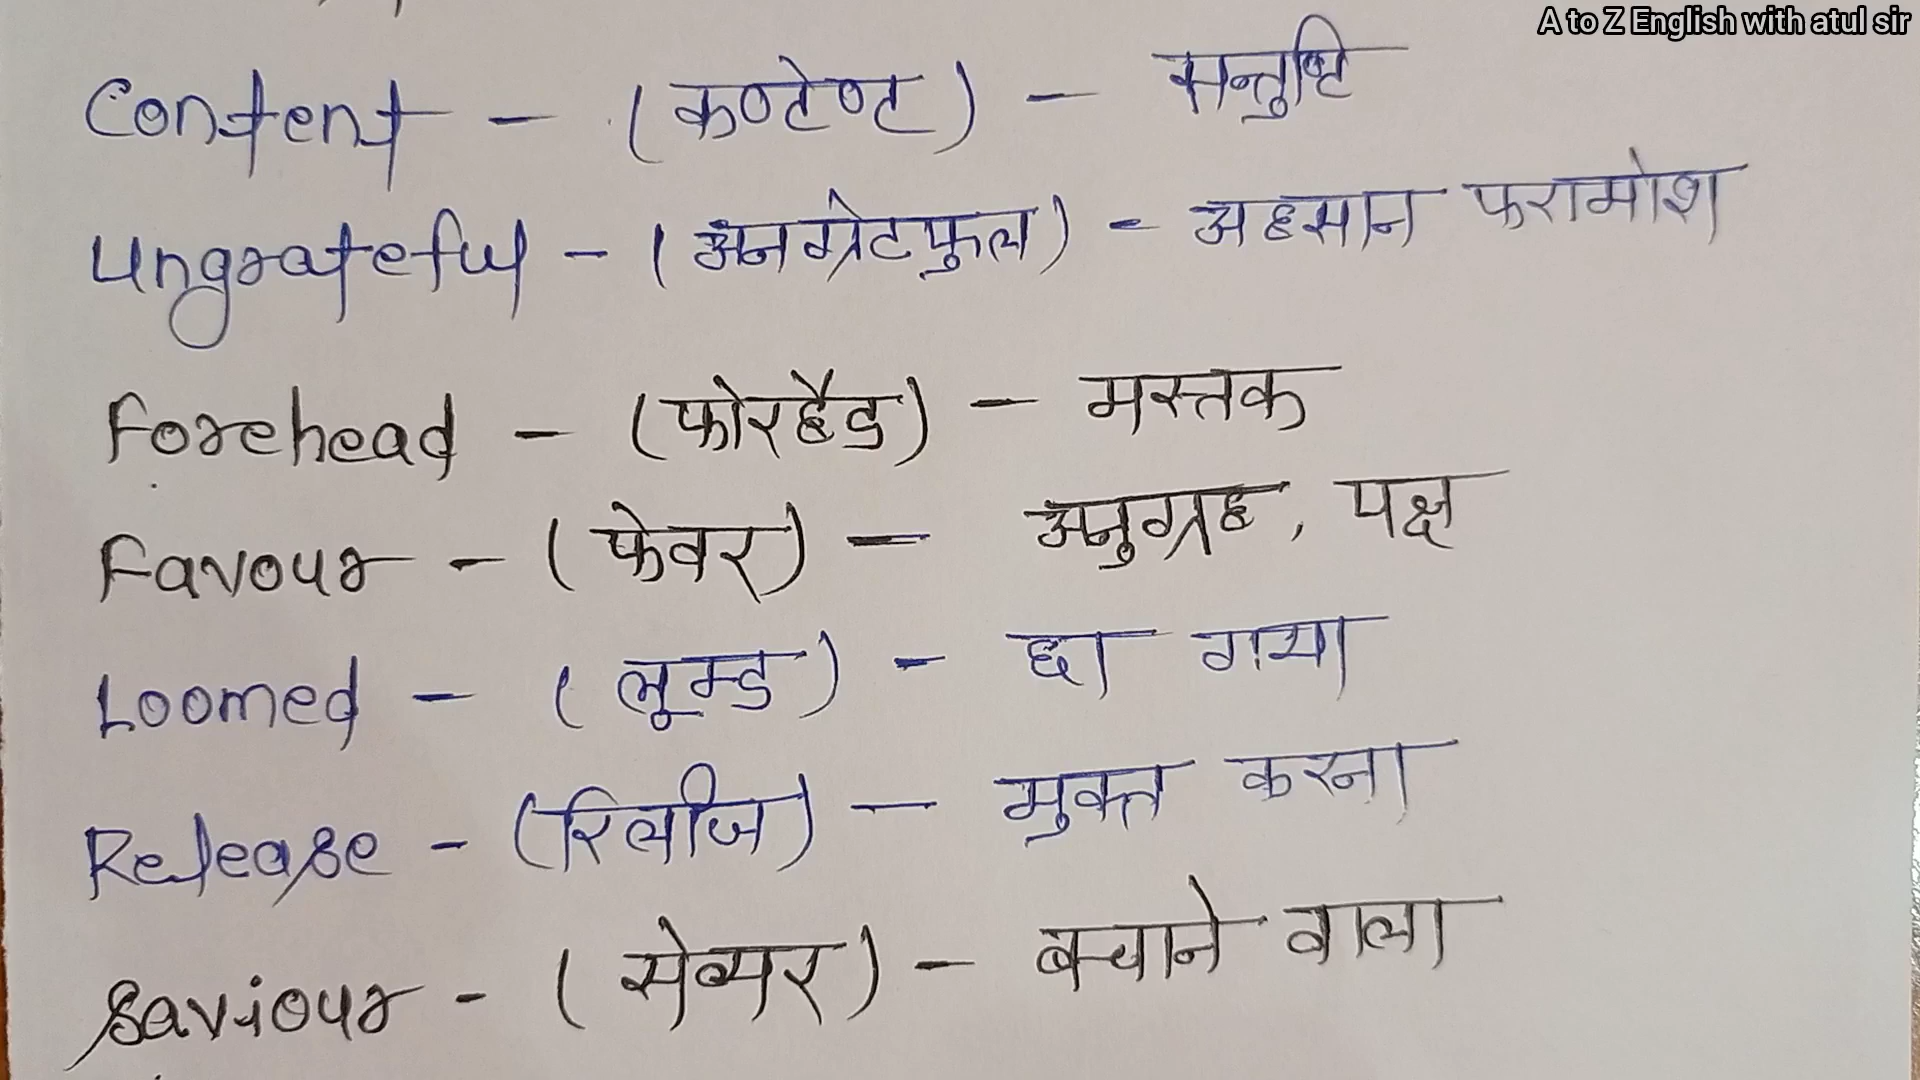 A to Z English with atul sir
Content - (कण्टेण्ट) - सन्तुष्टि
Ungrateful - (अनग्रेटफुल) - अहसान फरामोश
Forehead - (फोरहैड) - मस्तक
Favour - (फेवर) - अनुग्रह, पक्ष
Loomed - (लूम्ड) - छा गया
Release - (रिलीज) - मुक्त करना
Saviour - (सेव्यर) - बचाने वाला